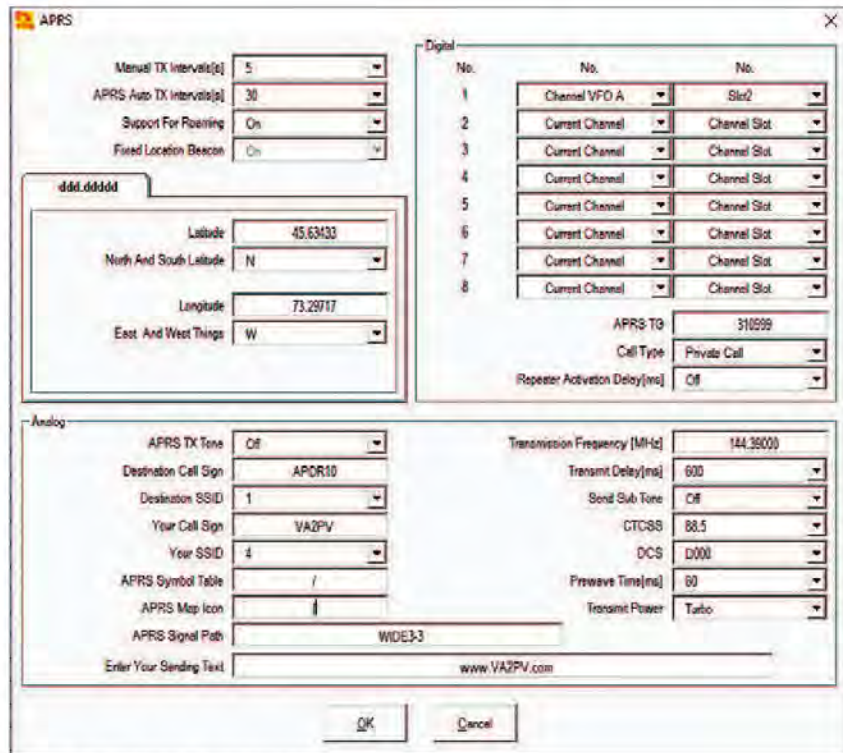 APRS
Manual TX Intervals[s] 5
APRS Auto TX Intervals[s] 30
Support For Roaming On
Fixed Location Beacon On
ddd.ddddd
Latitude 45.63433
North And South Latitude N
Longitude 73.29717
East And West Things W
Digital
No. No. No.
1 Channel VFO A Slot2
2 Current Channel Channel Slot
3 Current Channel Channel Slot
4 Current Channel Channel Slot
5 Current Channel Channel Slot
6 Current Channel Channel Slot
7 Current Channel Channel Slot
8 Current Channel Channel Slot
APRS TG 310999
Call Type Private Call
Repeater Activation Delay[ms] Off
Analog
APRS TX Tone Off
Destination Call Sign APDR10
Destination SSID 1
Your Call Sign VA2PV
Your SSID 4
APRS Symbol Table /
APRS Map Icon
APRS Signal Path WIDE3-3
Enter Your Sending Text www.VA2PV.com
Transmission Frequency [MHz] 144.39000
Transmit Delay[ms] 600
Send Sub Tone Off
CTCSS 88.5
DCS D000
Prewave Time[ms] 60
Transmit Power Turbo
OK Cancel